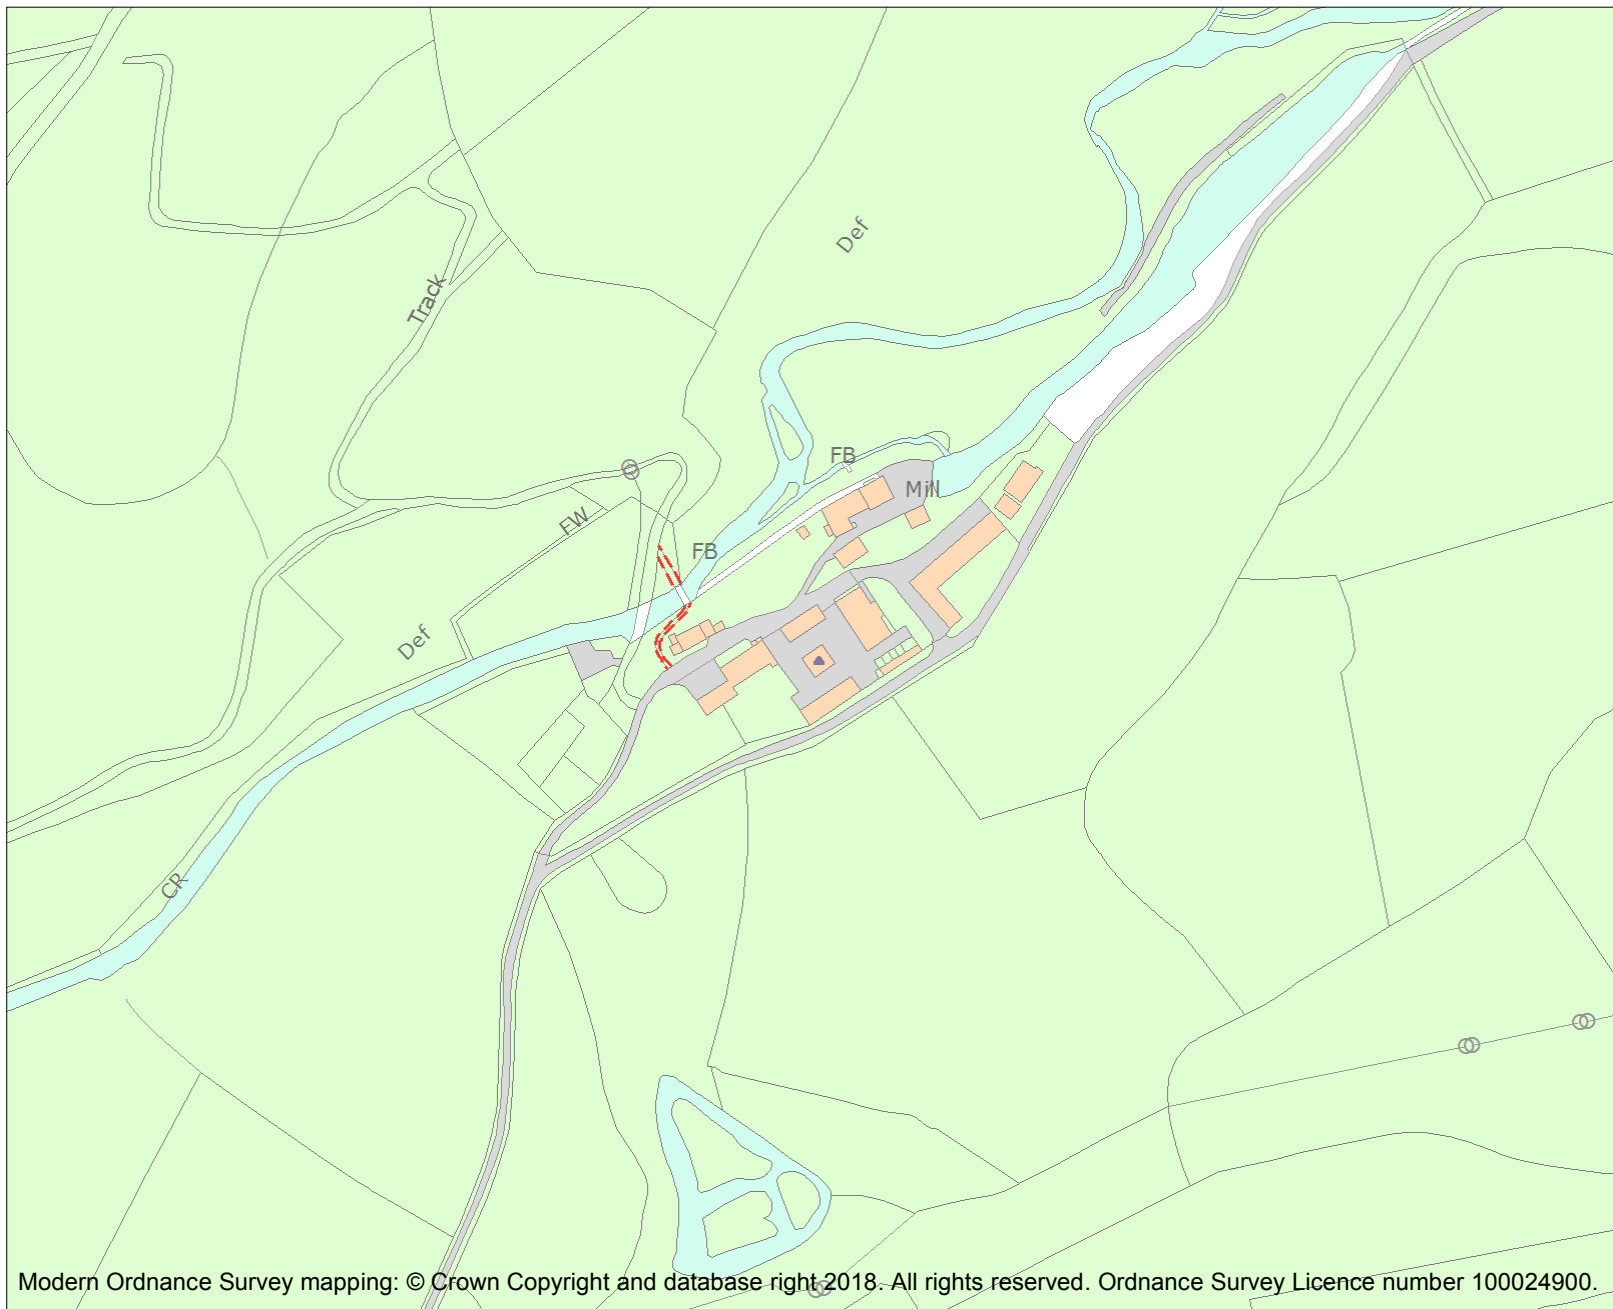 Def
Track
FB
Mill
FW
FB
Def
CR
Modern Ordnance Survey mapping: © Crown Copyright and database right 2018. All rights reserved. Ordnance Survey Licence number 100024900.